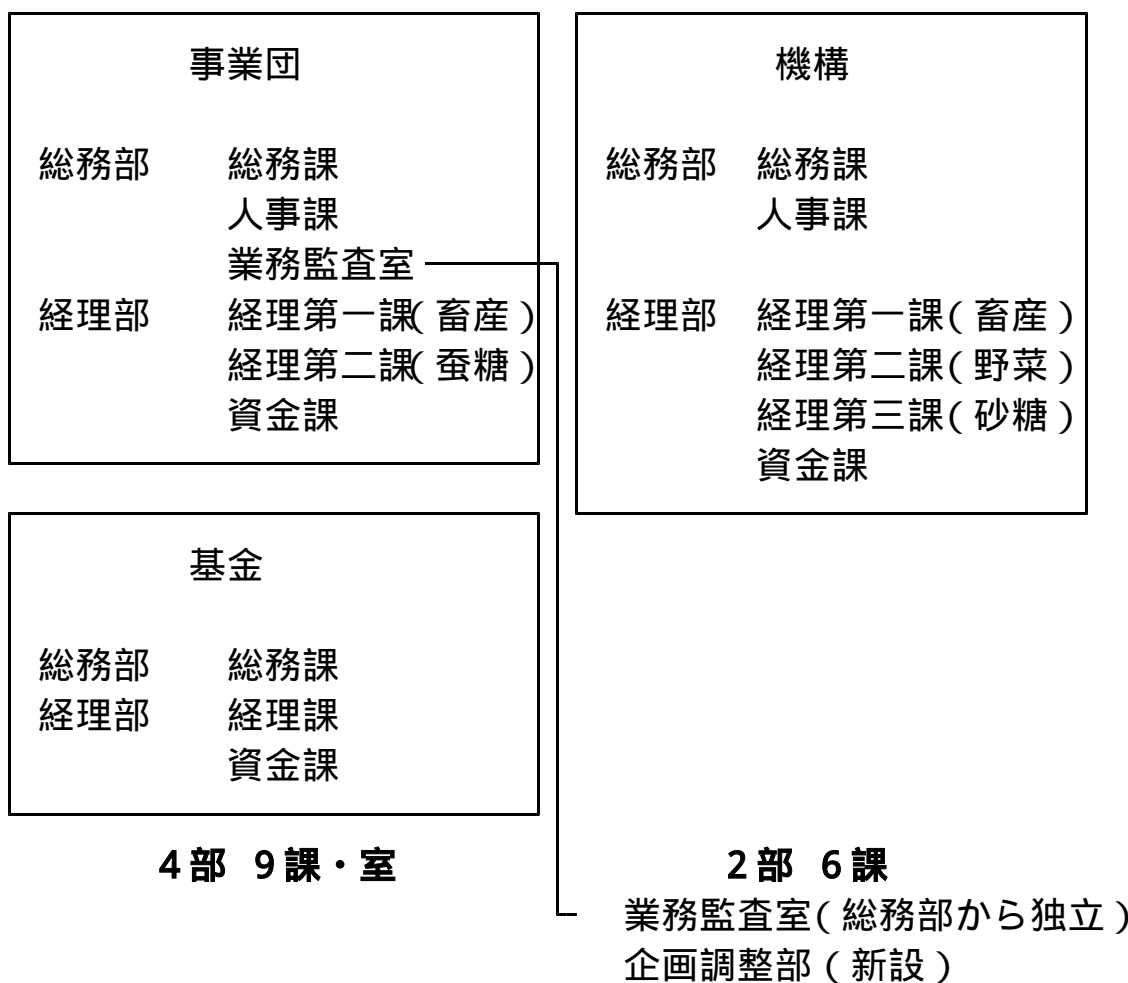 事業団
総務部 総務課
人事課
業務監査室
経理部 経理第一課(畜産)
経理第二課(蚕糖)
資金課
機構
総務部 総務課
人事課
経理部 経理第一課(畜産)
経理第二課(野菜)
経理第三課(砂糖)
資金課
基金
総務部 総務課
経理部 経理課
資金課
4部 9課・室
2部 6課
業務監査室(総務部から独立)
企画調整部(新設)